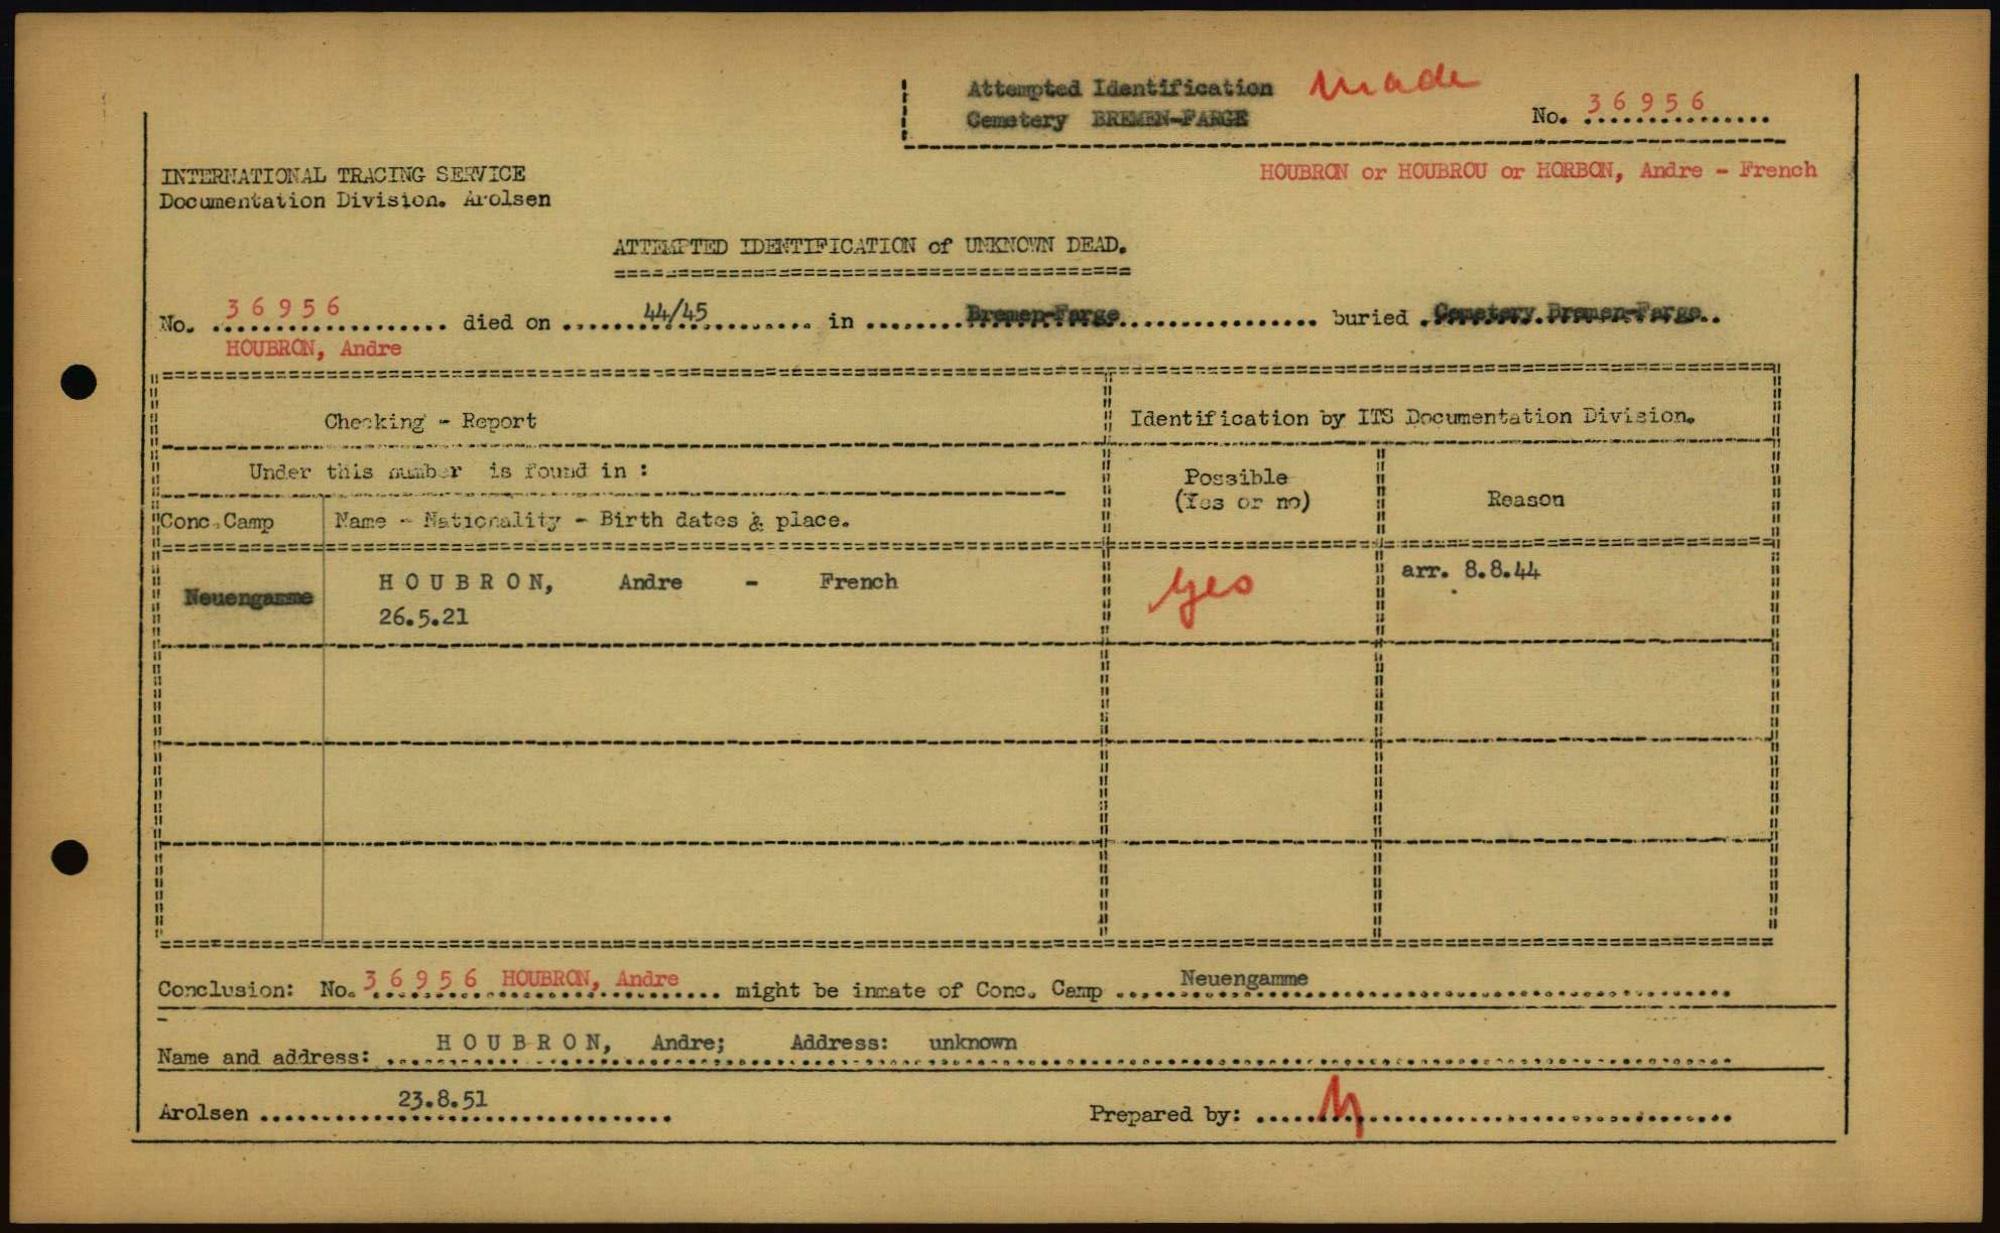 Attempted Identification made
Cemetery BREMEN-FARGE
No. 36956
HOUBRON or HOUBROU or HORBON, Andre - French
INTERNATIONAL TRACING SERVICE
Documentation Division. Arolsen
ATTEMPTED IDENTIFICATION of UNKNOWN DEAD.
No. 36956 died on 44/45 in Bremen-Farge buried Cemetery Bremen-Farge
HOUBRON, Andre
Checking - Report
Identification by ITS Documentation Division.
Under this number is found in :
Possible
(Yes or no)
Reason
Conc.Camp
Name - Nationality - Birth dates & place.
Neuengamme
HOUBRON, Andre - French
26.5.21
yes
arr. 8.8.44
Conclusion: No. 36956 HOUBRON, Andre might be inmate of Conc. Camp Neuengamme
Name and address: HOUBRON, Andre; Address: unknown
Arolsen 23.8.51
Prepared by: